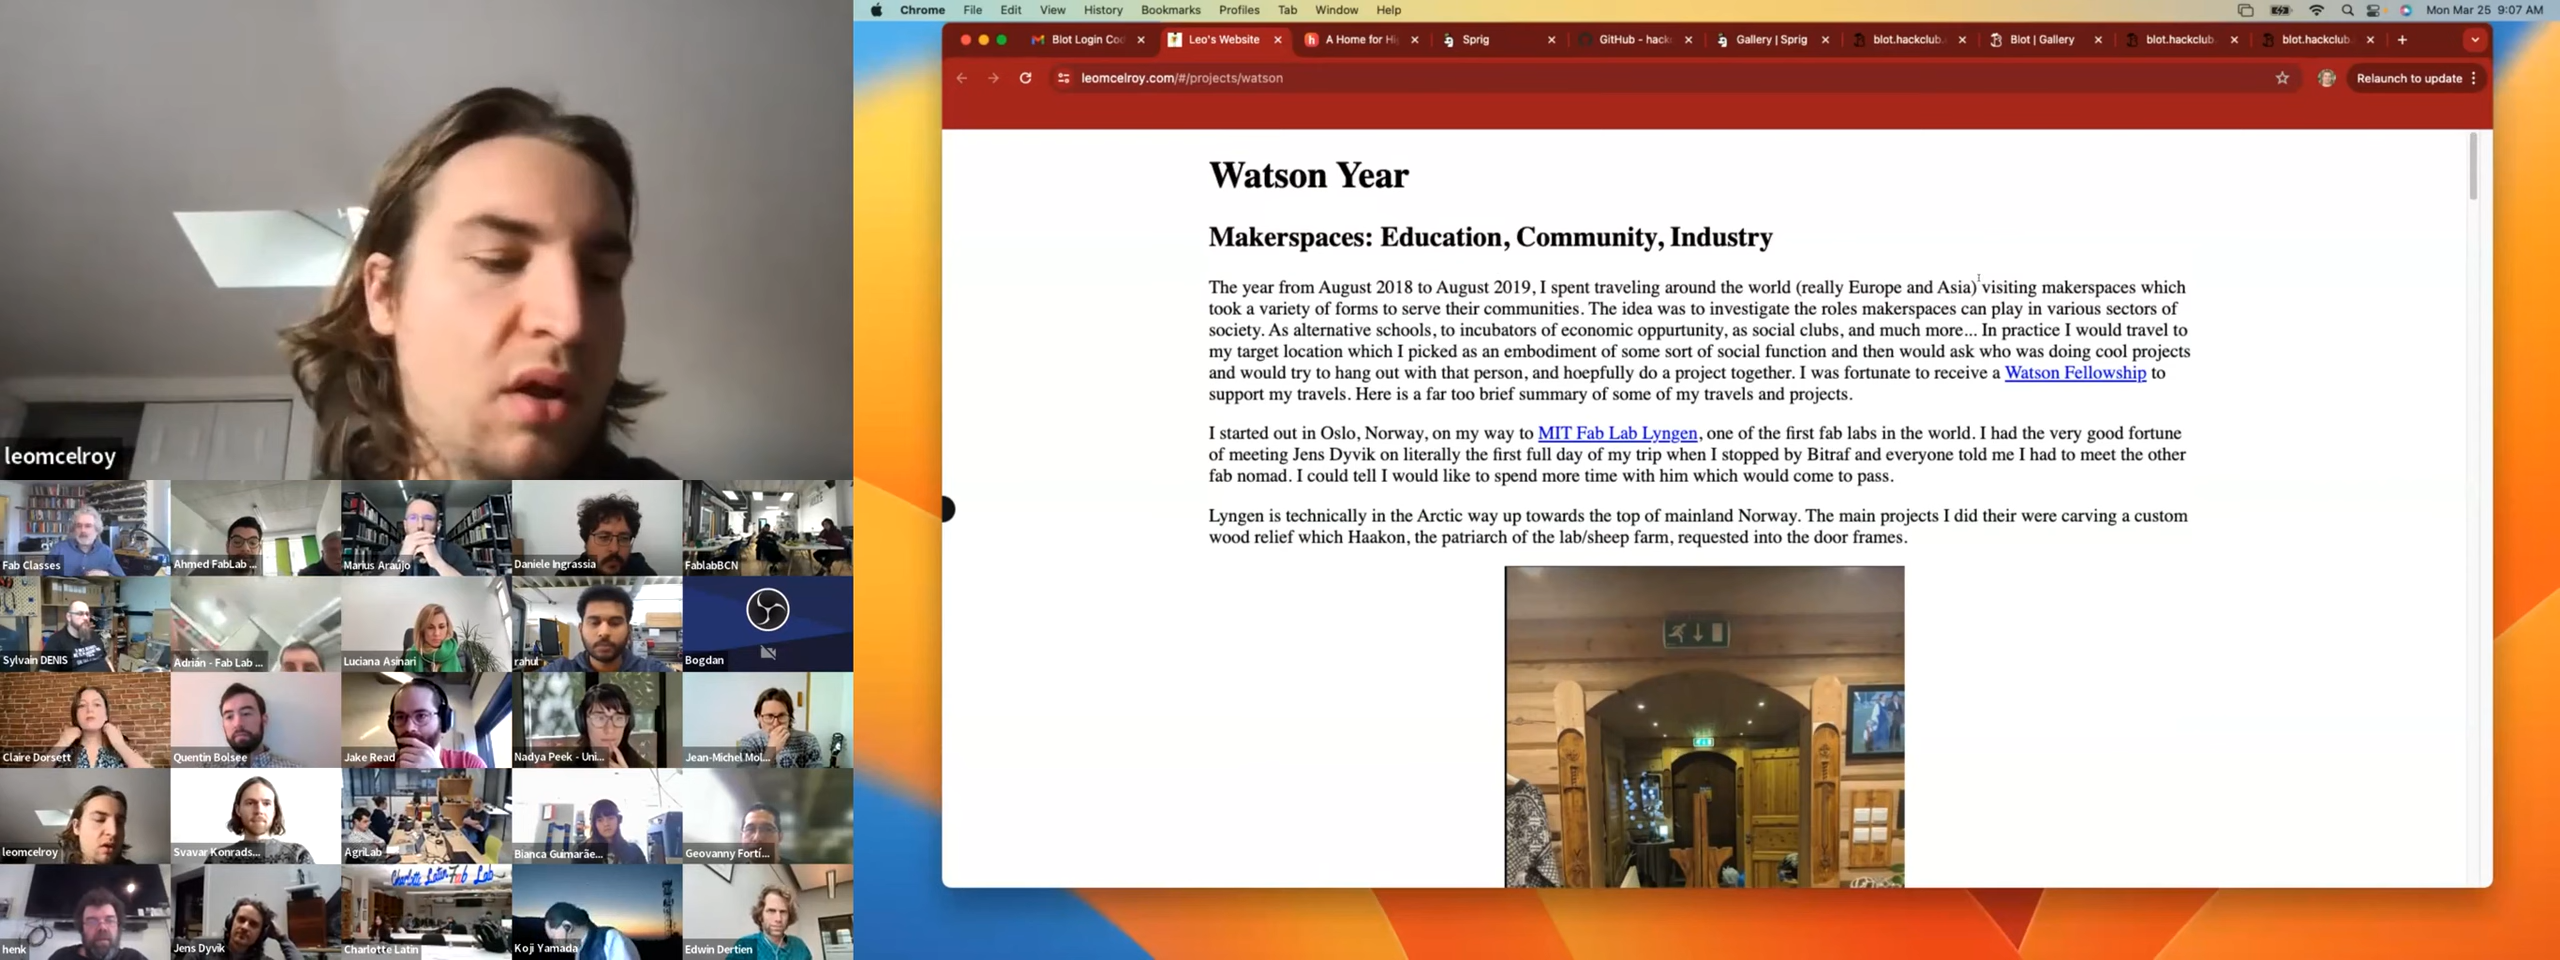 Chrome File Edit View History Bookmarks Profiles Tab Window Help
Mon Mar 25 9:07 AM
Blot Login Co
Leo's Website
A Home for Hi
Sprig
GitHub - hack
Gallery | Sprig
blot.hackclub.
Blot | Gallery
blot.hackclub
blot.hackclub
leomcelroy.com/#/projects/watson
Relaunch to update
Watson Year
Makerspaces: Education, Community, Industry
The year from August 2018 to August 2019, I spent traveling around the world (really Europe and Asia) visiting makerspaces which
took a variety of forms to serve their communities. The idea was to investigate the roles makerspaces can play in various sectors of
society. As alternative schools, to incubators of economic oppurtunity, as social clubs, and much more... In practice I would travel to
my target location which I picked as an embodiment of some sort of social function and then would ask who was doing cool projects
and would try to hang out with that person, and hoepfully do a project together. I was fortunate to receive a Watson Fellowship to
support my travels. Here is a far too brief summary of some of my travels and projects.
I started out in Oslo, Norway, on my way to MIT Fab Lab Lyngen, one of the first fab labs in the world. I had the very good fortune
of meeting Jens Dyvik on literally the first full day of my trip when I stopped by Bitraf and everyone told me I had to meet the other
fab nomad. I could tell I would like to spend more time with him which would come to pass.
Lyngen is technically in the Arctic way up towards the top of mainland Norway. The main projects I did their were carving a custom
wood relief which Haakon, the patriarch of the lab/sheep farm, requested into the door frames.
leomcelroy
Fab Classes
Ahmed FabLab ...
Marius Araújo
Daniele Ingrassia
FablabBCN
Sylvain DENIS
Adrián - Fab Lab ...
Luciana Asinari
rahul
Bogdan
Claire Dorsett
Quentin Bolsee
Jake Read
Nadya Peek - Uni...
Jean-Michel Mol...
leomcelroy
Svavar Konrads...
AgriLab
Bianca Guimarãe...
Geovanny Fortí...
henk
Jens Dyvik
Charlotte Latin Fab Lab
Charlotte Latin
Koji Yamada
Edwin Dertien